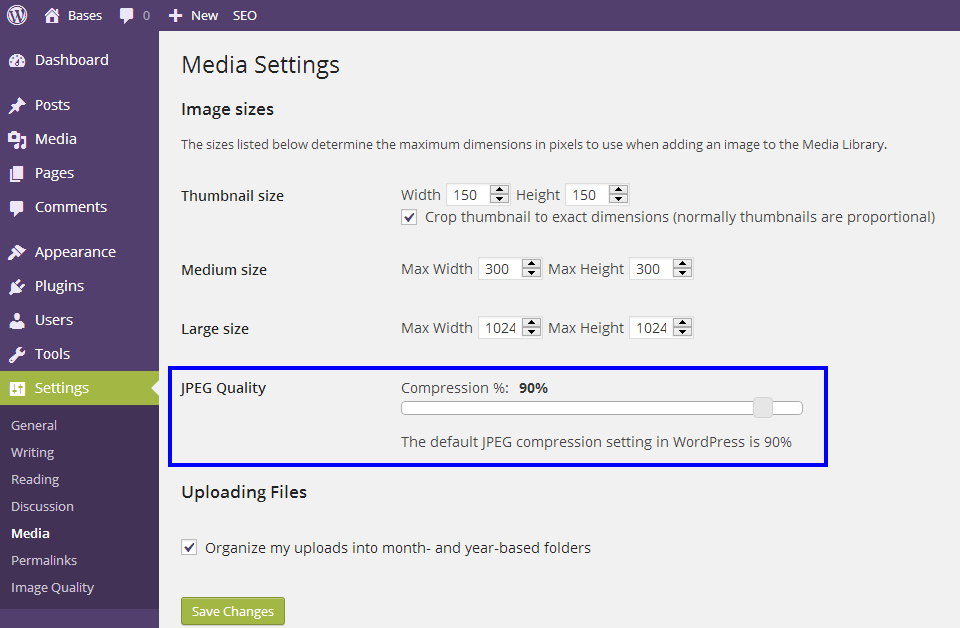 Bases 0 New SEO
Dashboard
Posts
Media
Pages
Comments
Appearance
Plugins
Users
Tools
Settings
General
Writing
Reading
Discussion
Media
Permalinks
Image Quality
Media Settings
Image sizes
The sizes listed below determine the maximum dimensions in pixels to use when adding an image to the Media Library.
Thumbnail size Width 150 Height 150
Crop thumbnail to exact dimensions (normally thumbnails are proportional)
Medium size Max Width 300 Max Height 300
Large size Max Width 1024 Max Height 1024
JPEG Quality Compression %: 90%
The default JPEG compression setting in WordPress is 90%
Uploading Files
Organize my uploads into month- and year-based folders
Save Changes